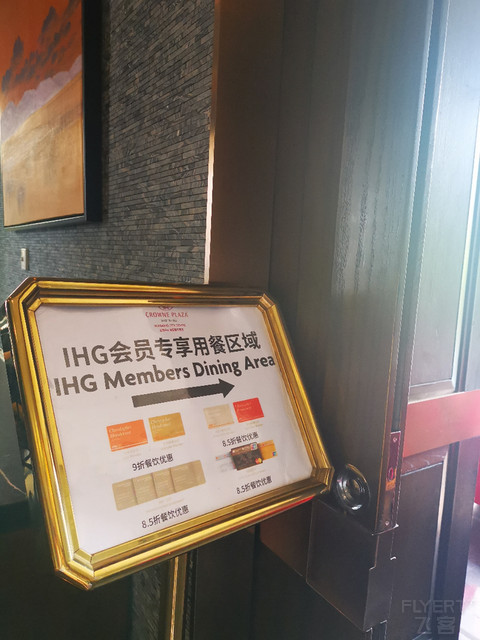 CROWNE PLAZA
IHG会员专享用餐区域
IHG Members Dining Area
9折餐饮优惠
8.5折餐饮优惠
8.5折餐饮优惠
8.5折餐饮优惠
FLYERT
飞客